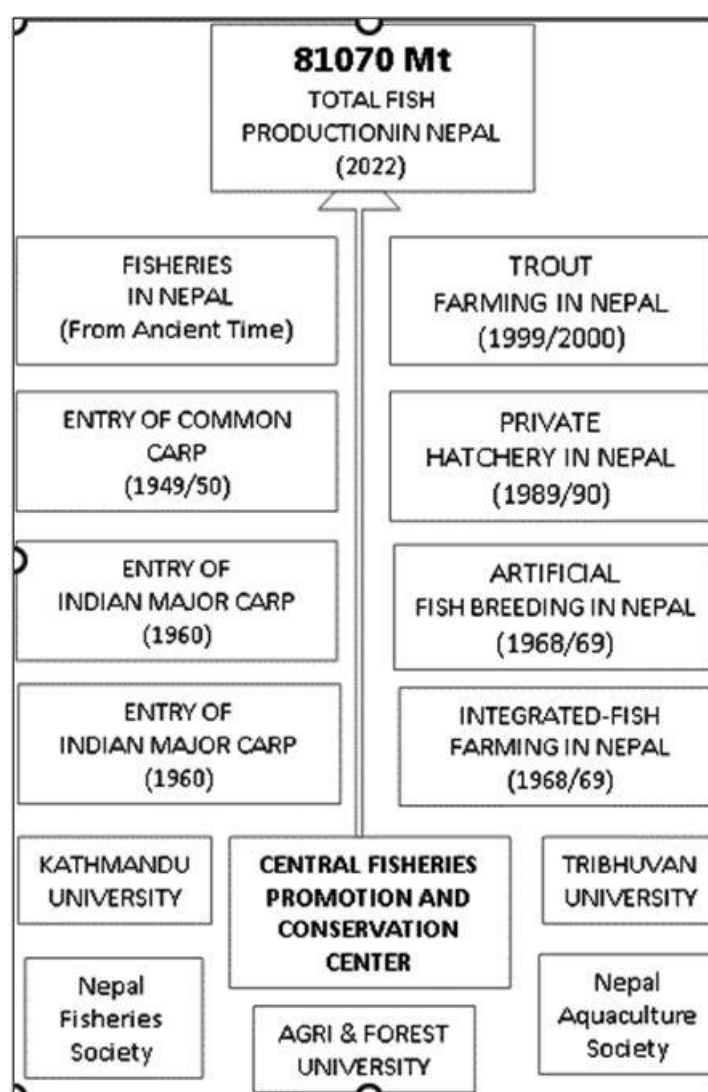 81070 Mt
TOTAL FISH
PRODUCTIONIN NEPAL
(2022)
FISHERIES
IN NEPAL
(From Ancient Time)
TROUT
FARMING IN NEPAL
(1999/2000)
ENTRY OF COMMON
CARP
(1949/50)
PRIVATE
HATCHERY IN NEPAL
(1989/90)
ENTRY OF
INDIAN MAJOR CARP
(1960)
ARTIFICIAL
FISH BREEDING IN NEPAL
(1968/69)
ENTRY OF
INDIAN MAJOR CARP
(1960)
INTEGRATED-FISH
FARMING IN NEPAL
(1968/69)
KATHMANDU
UNIVERSITY
CENTRAL FISHERIES
PROMOTION AND
CONSERVATION
CENTER
TRIBHUVAN
UNIVERSITY
Nepal
Fisheries
Society
AGRI & FOREST
UNIVERSITY
Nepal
Aquaculture
Society